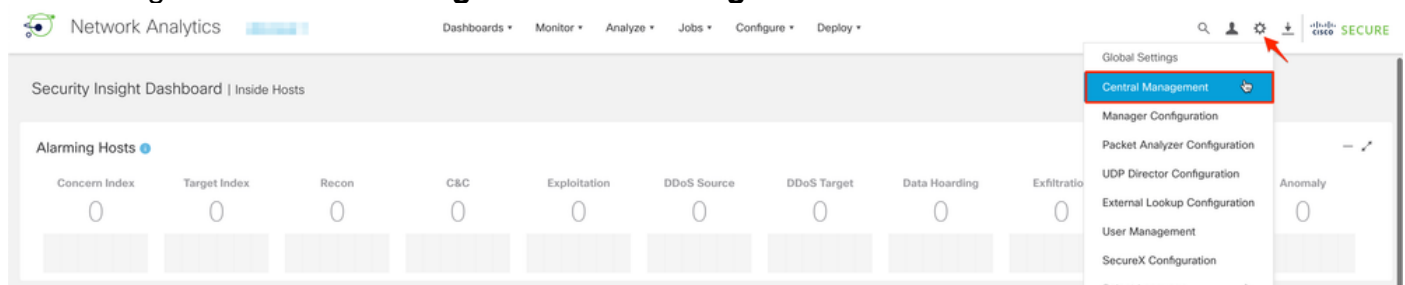 Network Analytics
Dashboards Monitor Analyze Jobs Configure Deploy
cisco SECURE
Global Settings
Security Insight Dashboard | Inside Hosts
Central Management
Manager Configuration
Alarming Hosts
Packet Analyzer Configuration
UDP Director Configuration
Concern Index Target Index Recon C&C Exploitation DDoS Source DDoS Target Data Hoarding Exfiltratio Anomaly
External Lookup Configuration
0 0 0 0 0 0 0 0 0 0
User Management
SecureX Configuration